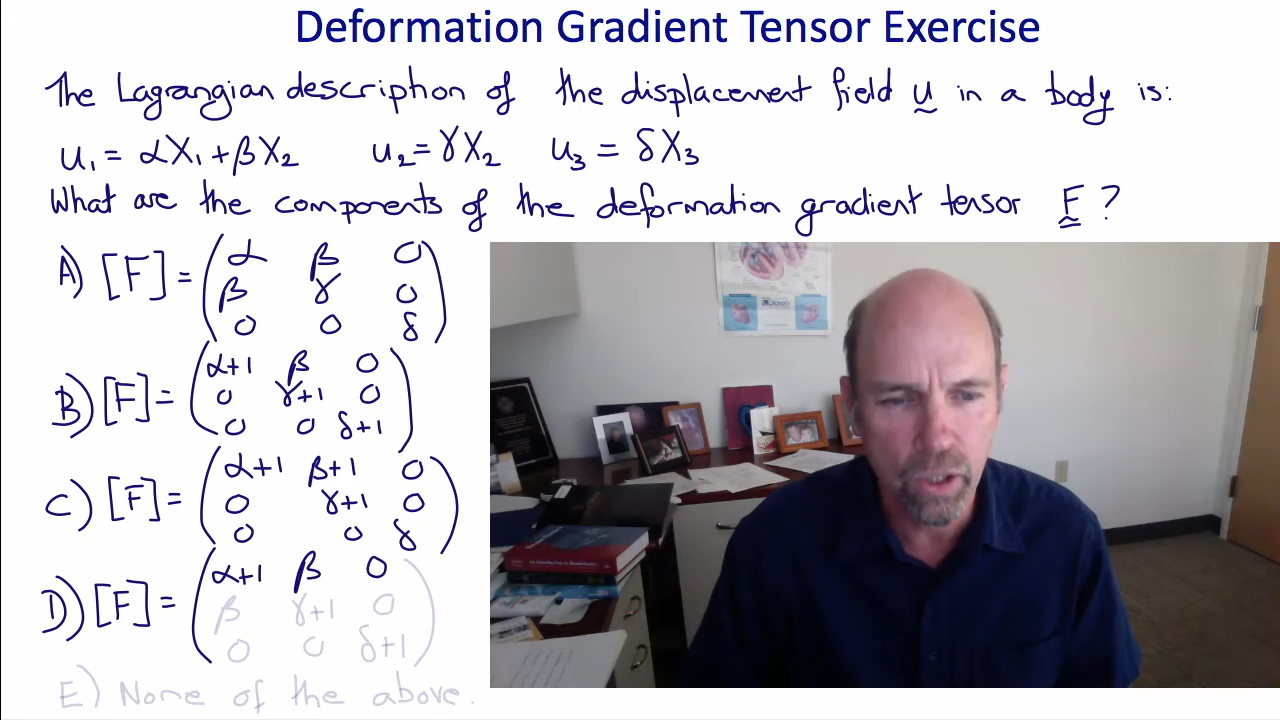 Deformation Gradient Tensor Exercise
The Lagrangian description of the displacement field ṵ in a body is:
u₁ = αX₁ + βX₂ u₂ = γX₂ u₃ = δX₃
What are the components of the deformation gradient tensor F̰ ?
A) [F] = (α β 0
β γ 0
0 0 δ)
B) [F] = (α+1 β 0
0 γ+1 0
0 0 δ+1)
C) [F] = (α+1 β+1 0
0 γ+1 0
0 0 δ)
D) [F] = (α+1 β 0
β γ+1 0
0 0 δ+1)
E) None of the above.